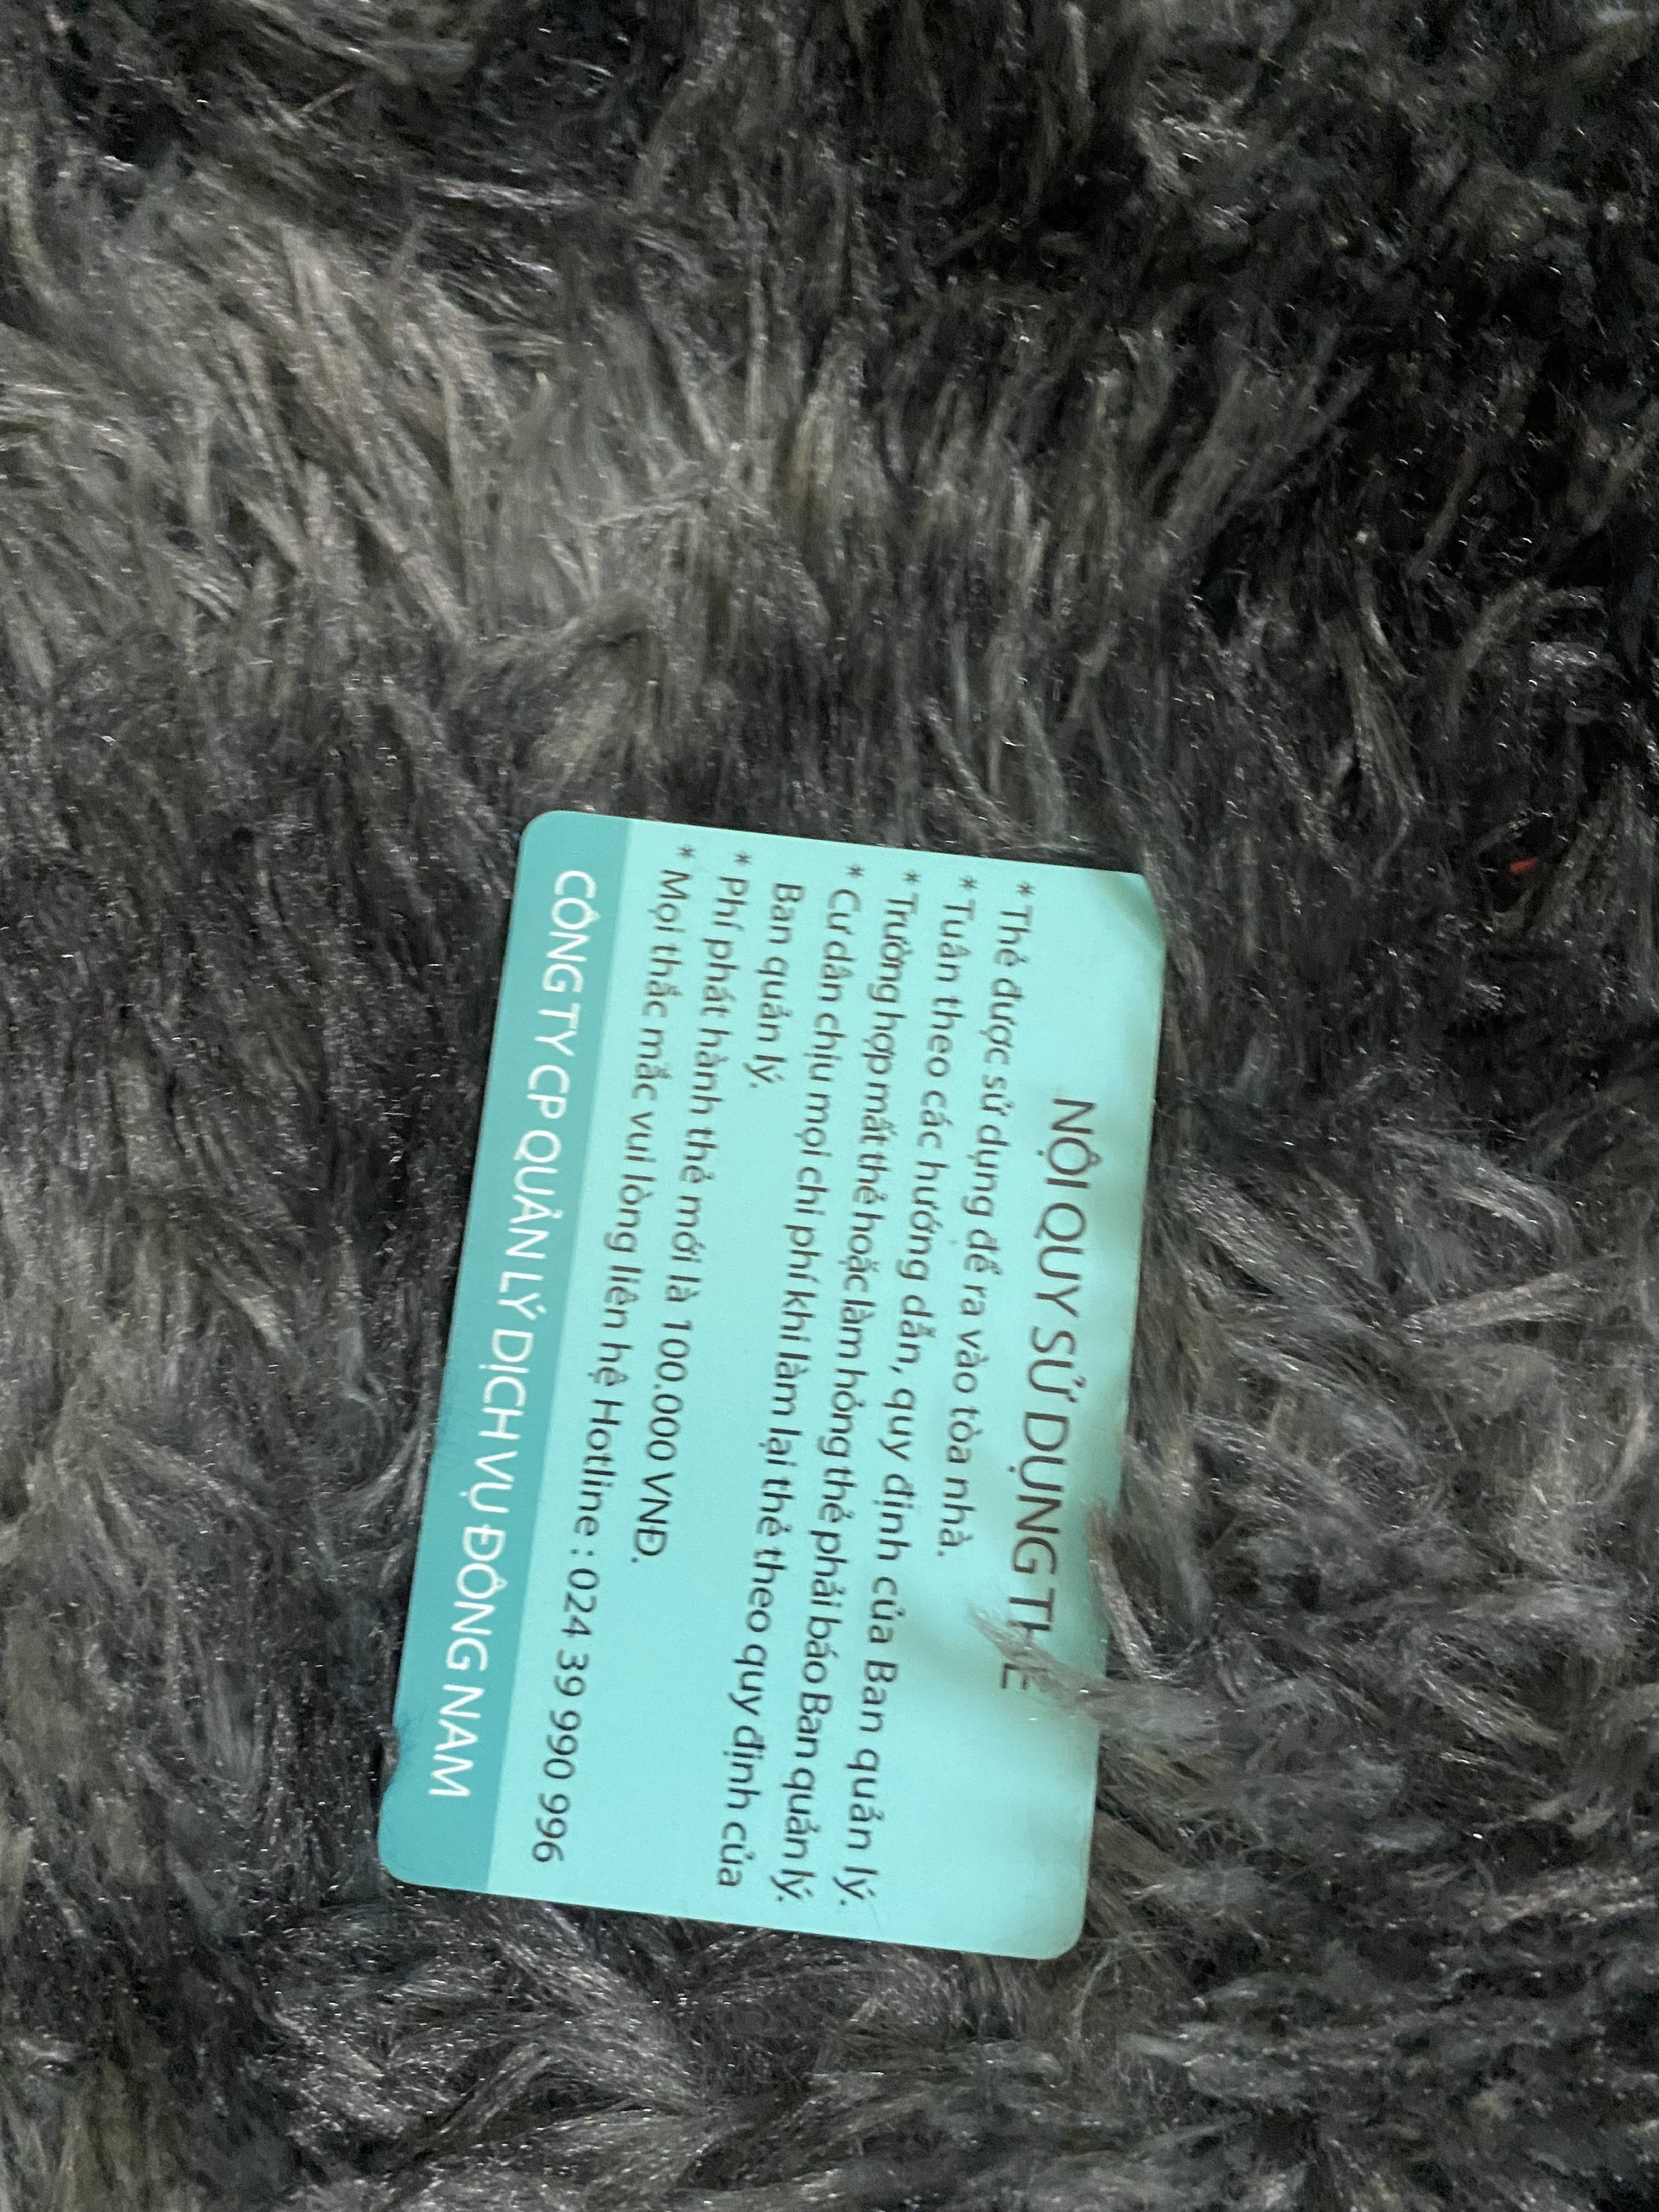 NỘI QUY SỬ DỤNG THẺ
* Thẻ được sử dụng để ra vào tòa nhà.
* Tuân theo các hướng dẫn, quy định của Ban quản lý.
* Trường hợp mất thẻ hoặc làm hỏng thẻ phải báo Ban quản lý.
* Cư dân chịu mọi chi phí khi làm lại thẻ theo quy định của
Ban quản lý.
* Phí phát hành thẻ mới là 100.000 VNĐ.
* Mọi thắc mắc vui lòng liên hệ Hotline : 024 39 990 996
CÔNG TY CP QUẢN LÝ DỊCH VỤ ĐÔNG NAM